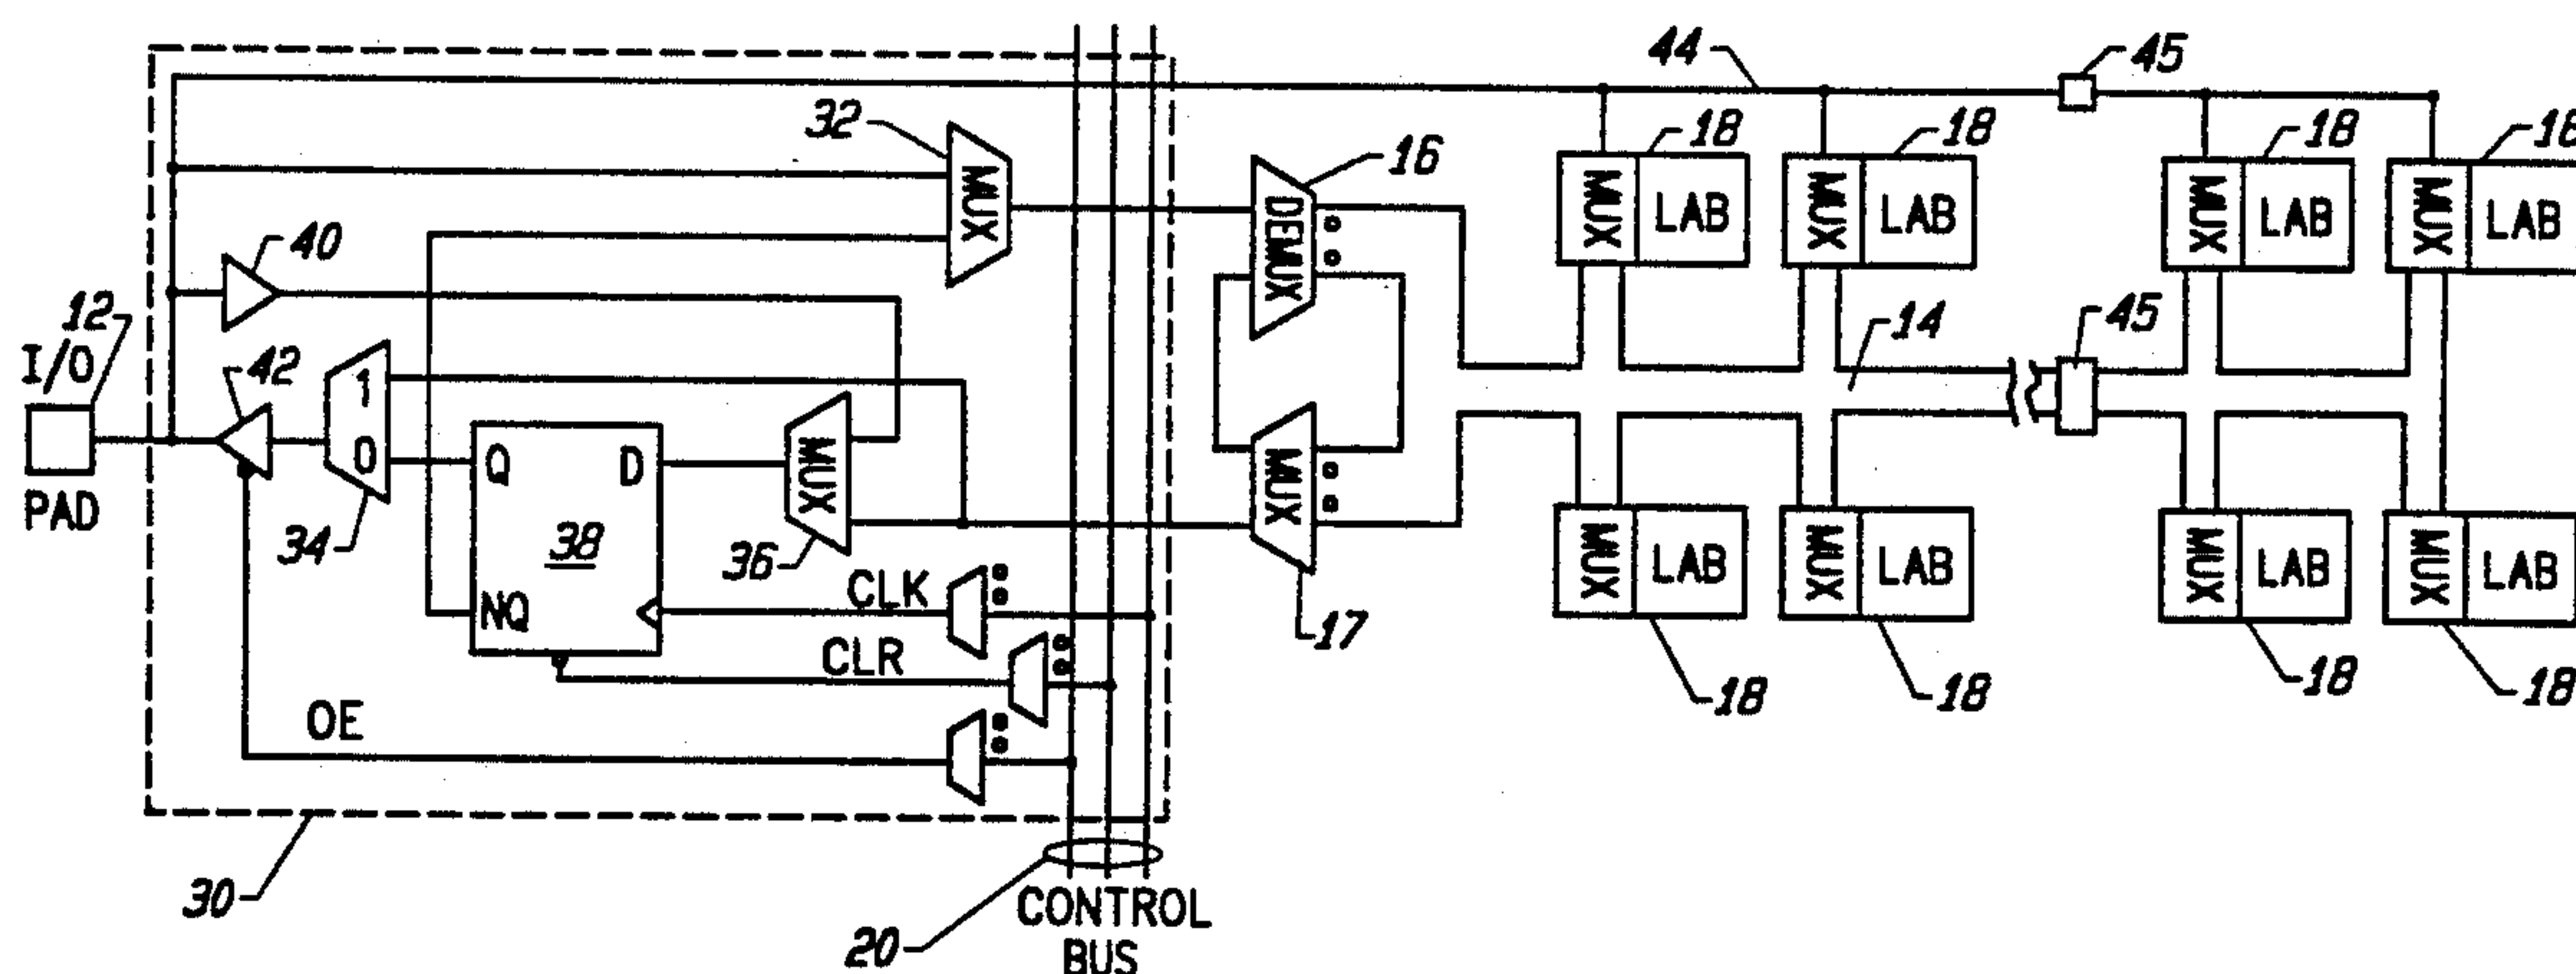 44
45
32
MUX
16
DEMUX
18
MUX LAB
18
MUX LAB
18
MUX LAB
18
MUX LAB
40
12
I/O
PAD
42
1
0
34
Q
D
38
NQ
MUX
36
MUX
17
14
45
CLK
CLR
OE
MUX LAB
18
MUX LAB
18
MUX LAB
18
MUX LAB
18
30
20
CONTROL
BUS